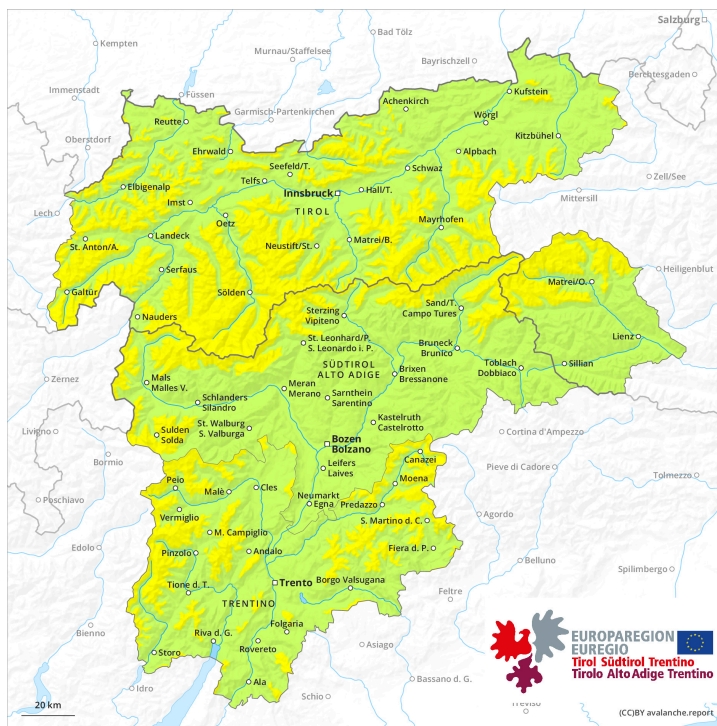 Salzburg
Kempten
Bad Tölz
Murnau/Staffelsee
Bayrischzell
Berchtesgaden
Immenstadt
Füssen
Kufstein
Achenkirch
Garmisch-Partenkirchen
Reutte
Wörgl
Oberstdorf
Kitzbühel
Ehrwald
Alpbach
Seefeld/T.
Schwaz
Zell/See
Telfs
Elbigenalp
Innsbruck
Hall/T.
Mittersill
Imst
TIROL
Lech
Oetz
Mayrhofen
Landeck
St. Anton/A.
Neustift/St.
Matrei/B.
Serfaus
Heiligenblut
Matrei/O.
Galtür
Sölden
Sand/T.
Campo Tures
Nauders
Sterzing
Vipiteno
Lienz
St. Leonhard/P.
S. Leonardo i. P.
Bruneck
Brunico
Toblach
Dobbiaco
Sillian
SÜDTIROL
ALTO ADIGE
Brixen
Bressanone
Zernez
Mals
Malles V.
Meran
Merano
Schlanders
Silandro
Sarnthein
Sarentino
St. Walburg
S. Valburga
Kastelruth
Castelrotto
Livigno
Sulden
Solda
Cortina d'Ampezzo
Bozen
Bolzano
Canazei
Bormio
Leifers
Laives
Pieve di Cadore
Tolmezzo
Peio
Malè
Cles
Moena
Poschiavo
Neumarkt
Egna
Predazzo
Vermiglio
Agordo
S. Martino d. C.
M. Campiglio
Edolo
Pinzolo
Andalo
Fiera d. P.
Belluno
Spilimbergo
Tione d. T.
Trento
Borgo Valsugana
Feltre
TRENTINO
Folgaria
Bienno
Riva d. G.
Rovereto
Asiago
Storo
Idro
Ala
Schio
Bassano d. G.
Treviso
EUROPAREGION
EUREGIO
Tirol Südtirol Trentino
Tirolo Alto Adige Trentino
20 km
(CC)BY avalanche.report